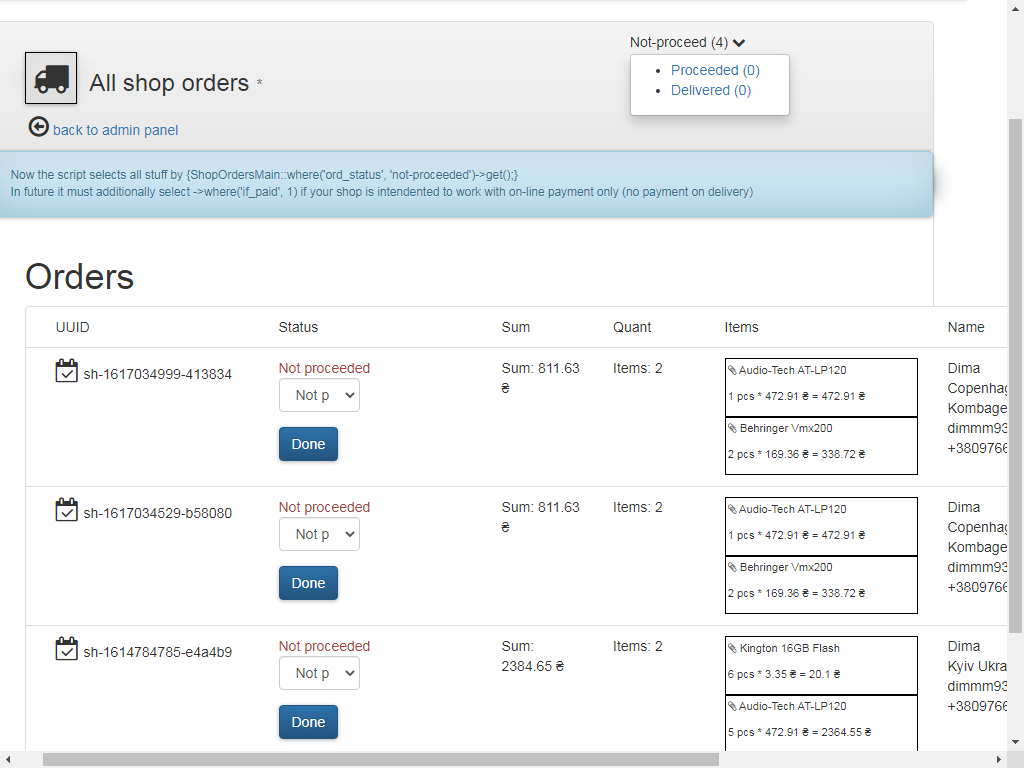 Not-proceed (4)
Proceeded (0)
Delivered (0)
All shop orders *
back to admin panel
Now the script selects all stuff by {ShopOrdersMain::where('ord_status', 'not-proceeded')->get();}
In future it must additionally select ->where('if_paid', 1) if your shop is intendented to work with on-line payment only (no payment on delivery)
Orders
UUID Status Sum Quant Items Name
sh-1617034999-413834
Not proceeded
Not p
Done
Sum: 811.63
₴
Items: 2
Audio-Tech AT-LP120
1 pcs * 472.91 ₴ = 472.91 ₴
Behringer Vmx200
2 pcs * 169.36 ₴ = 338.72 ₴
Dima
Copenhag
Kombage
dimmm93
+3809766
sh-1617034529-b58080
Not proceeded
Not p
Done
Sum: 811.63
₴
Items: 2
Audio-Tech AT-LP120
1 pcs * 472.91 ₴ = 472.91 ₴
Behringer Vmx200
2 pcs * 169.36 ₴ = 338.72 ₴
Dima
Copenhag
Kombage
dimmm93
+3809766
sh-1614784785-e4a4b9
Not proceeded
Not p
Done
Sum:
2384.65 ₴
Items: 2
Kington 16GB Flash
6 pcs * 3.35 ₴ = 20.1 ₴
Audio-Tech AT-LP120
5 pcs * 472.91 ₴ = 2364.55 ₴
Dima
Kyiv Ukra
dimmm93
+3809766